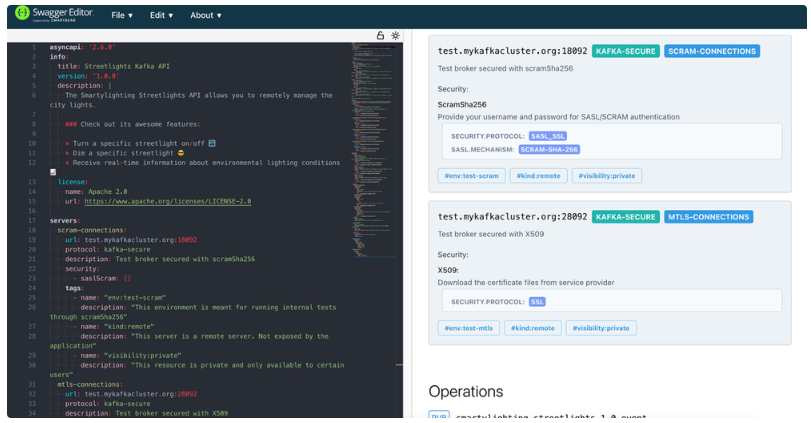 Swagger Editor.
Supported by SMARTBEAR
File ▾ Edit ▾ About ▾
1 asyncapi: '2.6.0'
2 info:
3 title: Streetlights Kafka API
4 version: '1.0.0'
5 description: |
6 The Smartylighting Streetlights API allows you to remotely manage the
city lights.
7
8 ### Check out its awesome features:
9
10 * Turn a specific streetlight on/off 🌃
11 * Dim a specific streetlight 😎
12 * Receive real-time information about environmental lighting conditions
📈
13 license:
14 name: Apache 2.0
15 url: https://www.apache.org/licenses/LICENSE-2.0
16
17 servers:
18 scram-connections:
19 url: test.mykafkacluster.org:18092
20 protocol: kafka-secure
21 description: Test broker secured with scramSha256
22 security:
23 - saslScram: []
24 tags:
25 - name: "env:test-scram"
26 description: "This environment is meant for running internal tests
through scramSha256"
27 - name: "kind:remote"
28 description: "This server is a remote server. Not exposed by the
application"
29 - name: "visibility:private"
30 description: "This resource is private and only available to certain
users"
31 mtls-connections:
32 url: test.mykafkacluster.org:28092
33 protocol: kafka-secure
34 description: Test broker secured with X509
test.mykafkacluster.org:18092 KAFKA-SECURE SCRAM-CONNECTIONS
Test broker secured with scramSha256
Security:
ScramSha256
Provide your username and password for SASL/SCRAM authentication
SECURITY.PROTOCOL: SASL_SSL
SASL.MECHANISM: SCRAM-SHA-256
#env:test-scram #kind:remote #visibility:private
test.mykafkacluster.org:28092 KAFKA-SECURE MTLS-CONNECTIONS
Test broker secured with X509
Security:
X509:
Download the certificate files from service provider
SECURITY.PROTOCOL: SSL
#env:test-mtls #kind:remote #visibility:private
Operations
PUB smartylighting.streetlights.1.0.event